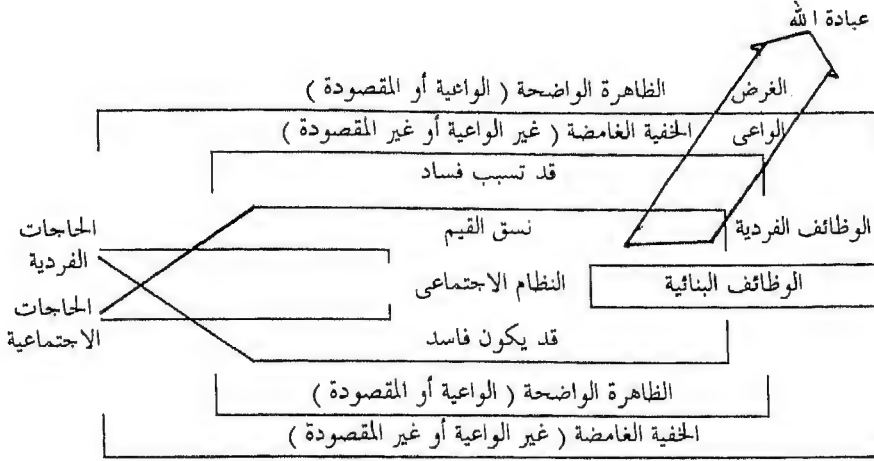 عبادة الله
الظاهرة الواضحة ( الواعية أو المقصودة )
الغرض
الواعى
الخفية الغامضة ( غير الواعية أو غير المقصودة )
قد تسبب فساد
الوظائف الفردية
نسق القيم
الحاجات
الفردية
الوظائف البنائية
النظام الاجتماعى
الحاجات
الاجتماعية
قد يكون فاسد
الظاهرة الواضحة ( الواعية أو المقصودة )
الخفية الغامضة ( غير الواعية أو غير المقصودة )